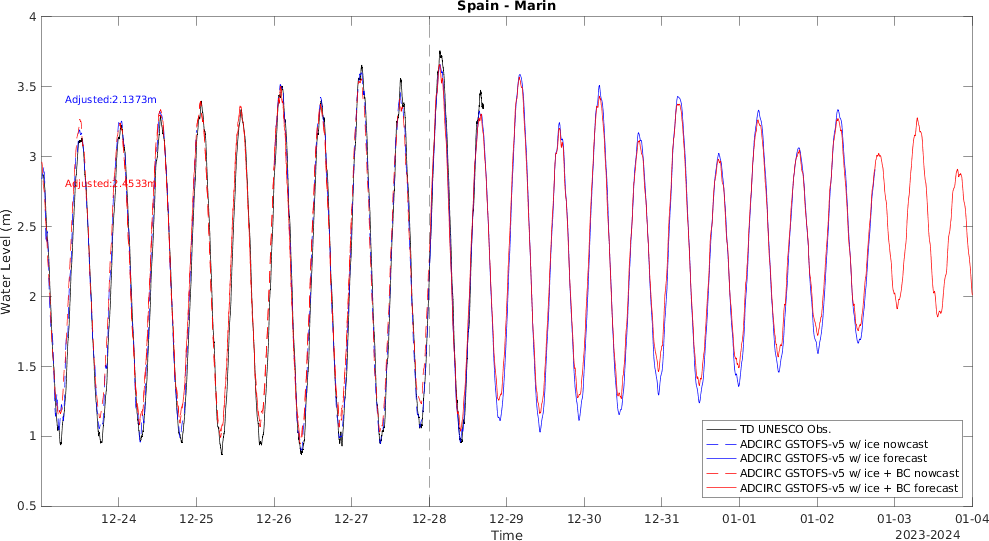 Spain - Marin
4
3.5
3
2.5
2
1.5
1
0.5
Water Level (m)
Adjusted:2.1373m
Adjusted:2.4533m
TD UNESCO Obs.
ADCIRC GSTOFS-v5 w/ ice nowcast
ADCIRC GSTOFS-v5 w/ ice forecast
ADCIRC GSTOFS-v5 w/ ice + BC nowcast
ADCIRC GSTOFS-v5 w/ ice + BC forecast
12-24 12-25 12-26 12-27 12-28 12-29 12-30 12-31 01-01 01-02 01-03 01-04
Time
2023-2024